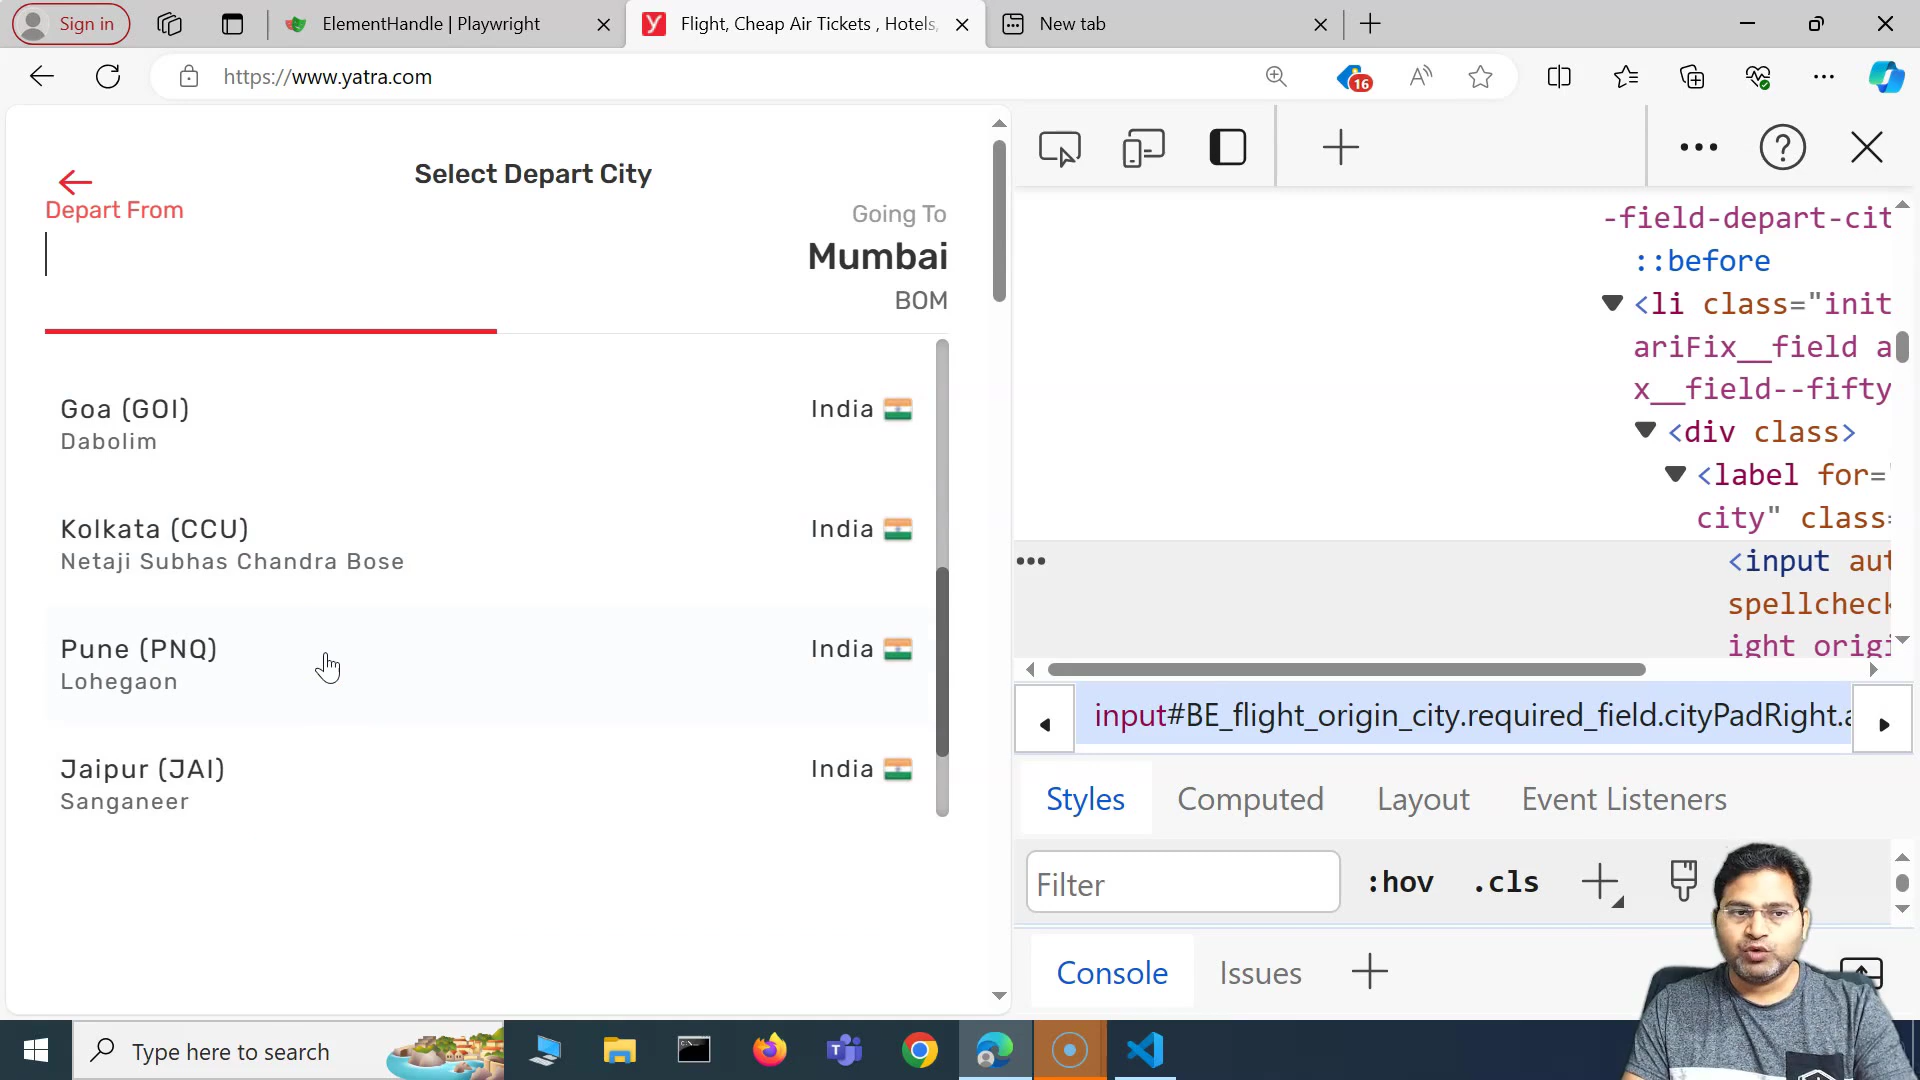 Sign in
ElementHandle | Playwright
Flight, Cheap Air Tickets , Hotels,
New tab
https://www.yatra.com
16
Select Depart City
Depart From
Going To
Mumbai
BOM
Goa (GOI)
India
Dabolim
Kolkata (CCU)
India
Netaji Subhas Chandra Bose
Pune (PNQ)
India
Lohegaon
Jaipur (JAI)
India
Sanganeer
-field-depart-cit
::before
<li class="init
ariFix__field a
x__field--fifty
<div class>
<label for="
city" class=
<input aut
spellcheck
ight origi
input#BE_flight_origin_city.required_field.cityPadRight.a
Styles
Computed
Layout
Event Listeners
Filter
:hov
.cls
Console
Issues
Type here to search